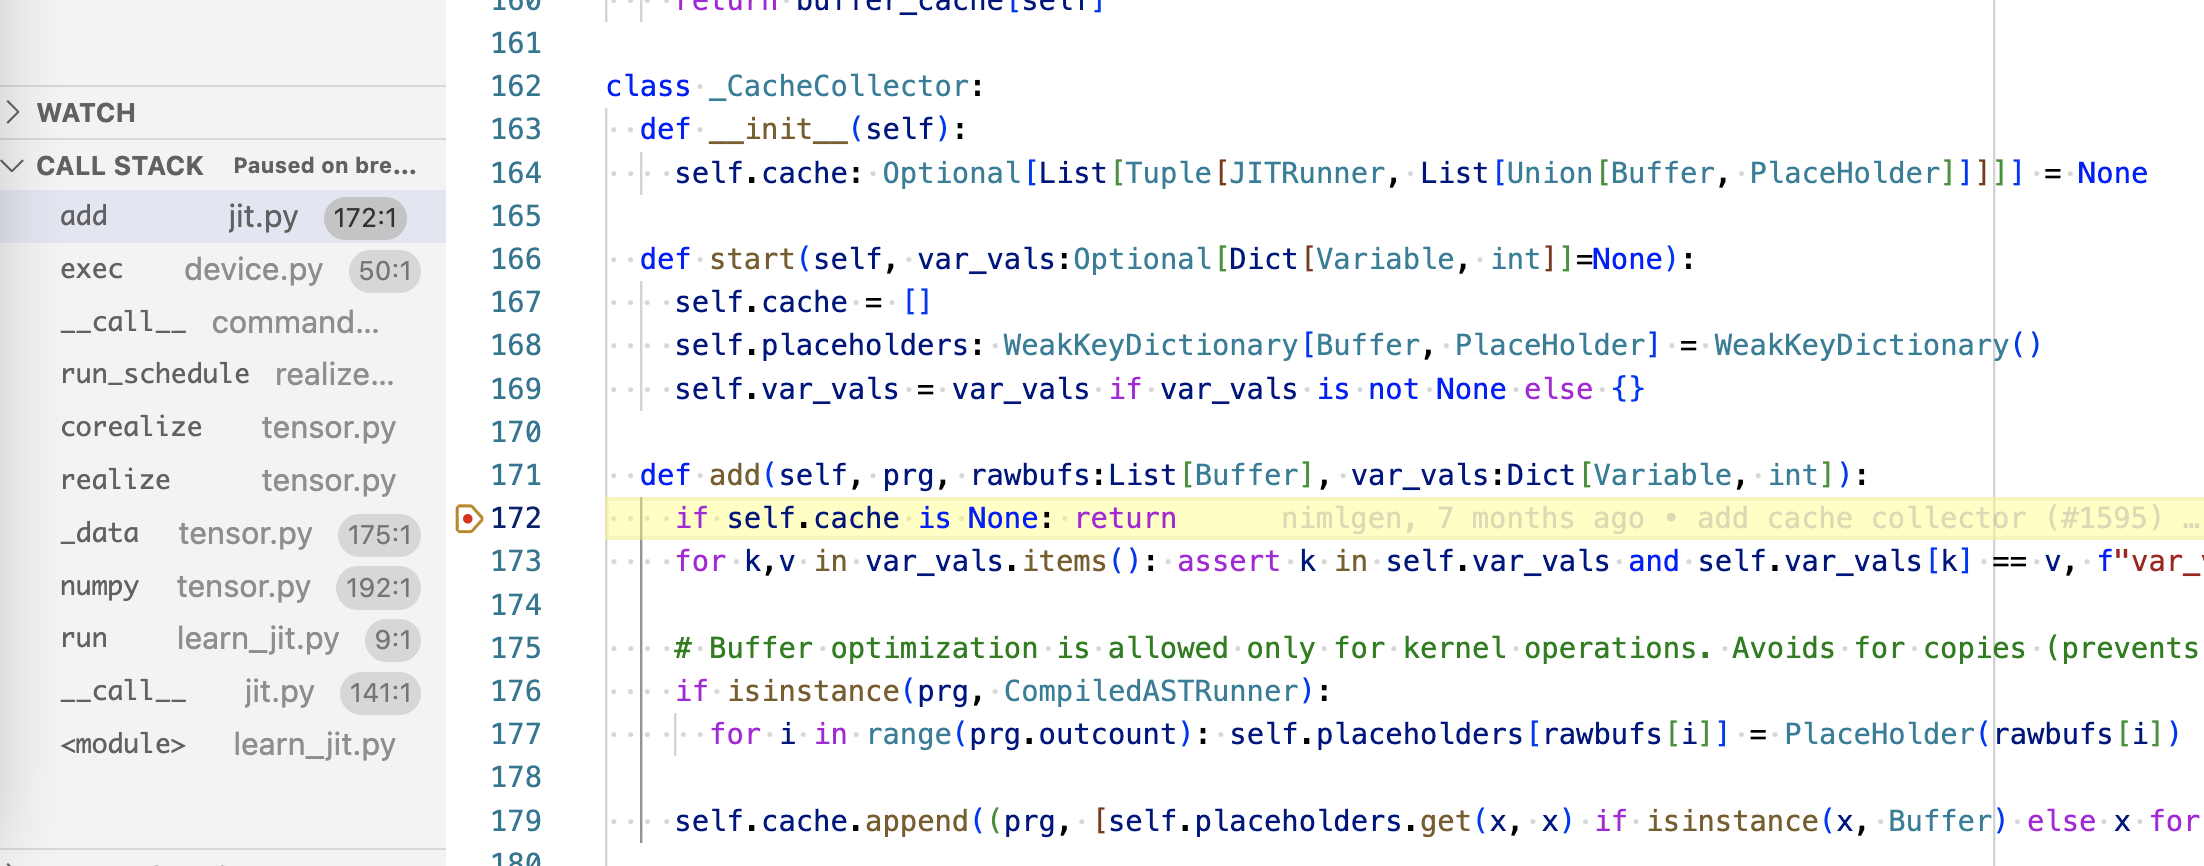 WATCH
CALL STACK Paused on bre...
add jit.py 172:1
exec device.py 50:1
__call__ command...
run_schedule realize...
corealize tensor.py
realize tensor.py
_data tensor.py 175:1
numpy tensor.py 192:1
run learn_jit.py 9:1
__call__ jit.py 141:1
<module> learn_jit.py
160 return buffer_cache[self]
161
162 class _CacheCollector:
163 def __init__(self):
164 self.cache: Optional[List[Tuple[JITRunner, List[Union[Buffer, PlaceHolder]]]]] = None
165
166 def start(self, var_vals:Optional[Dict[Variable, int]]=None):
167 self.cache = []
168 self.placeholders: WeakKeyDictionary[Buffer, PlaceHolder] = WeakKeyDictionary()
169 self.var_vals = var_vals if var_vals is not None else {}
170
171 def add(self, prg, rawbufs:List[Buffer], var_vals:Dict[Variable, int]):
172 if self.cache is None: return nimlgen, 7 months ago • add cache collector (#1595) …
173 for k,v in var_vals.items(): assert k in self.var_vals and self.var_vals[k] == v, f"var_
174
175 # Buffer optimization is allowed only for kernel operations. Avoids for copies (prevents
176 if isinstance(prg, CompiledASTRunner):
177 for i in range(prg.outcount): self.placeholders[rawbufs[i]] = PlaceHolder(rawbufs[i])
178
179 self.cache.append((prg, [self.placeholders.get(x, x) if isinstance(x, Buffer) else x for
180